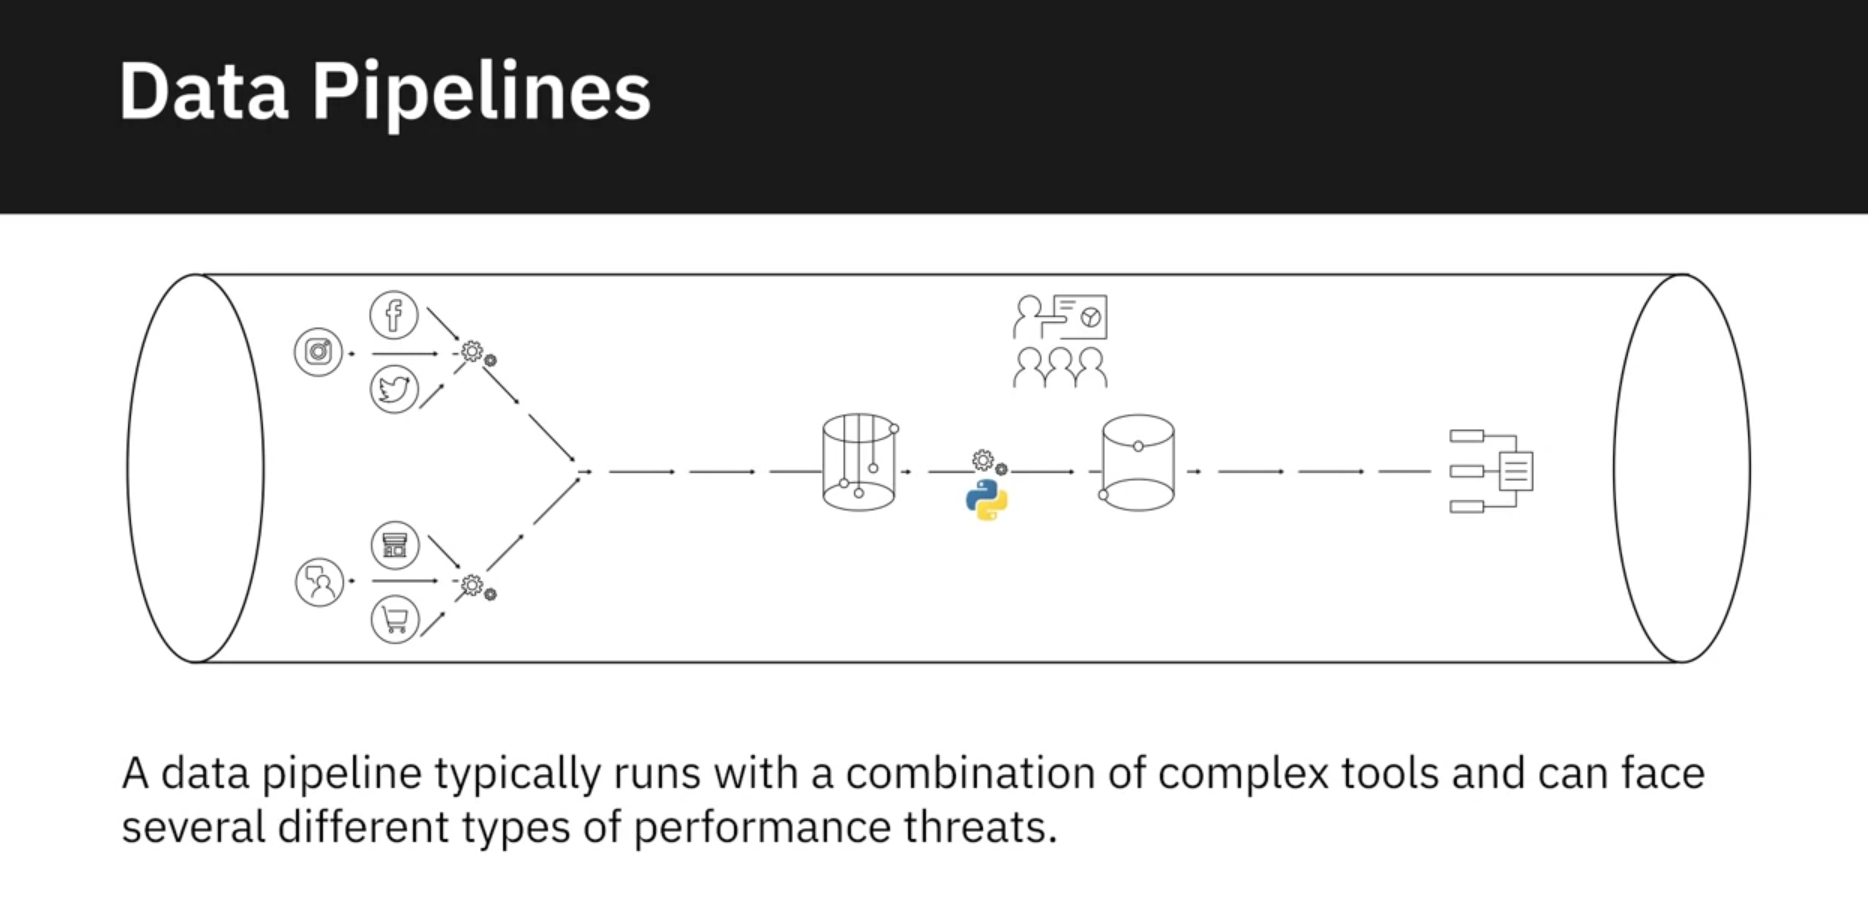 Data Pipelines
A data pipeline typically runs with a combination of complex tools and can face
several different types of performance threats.